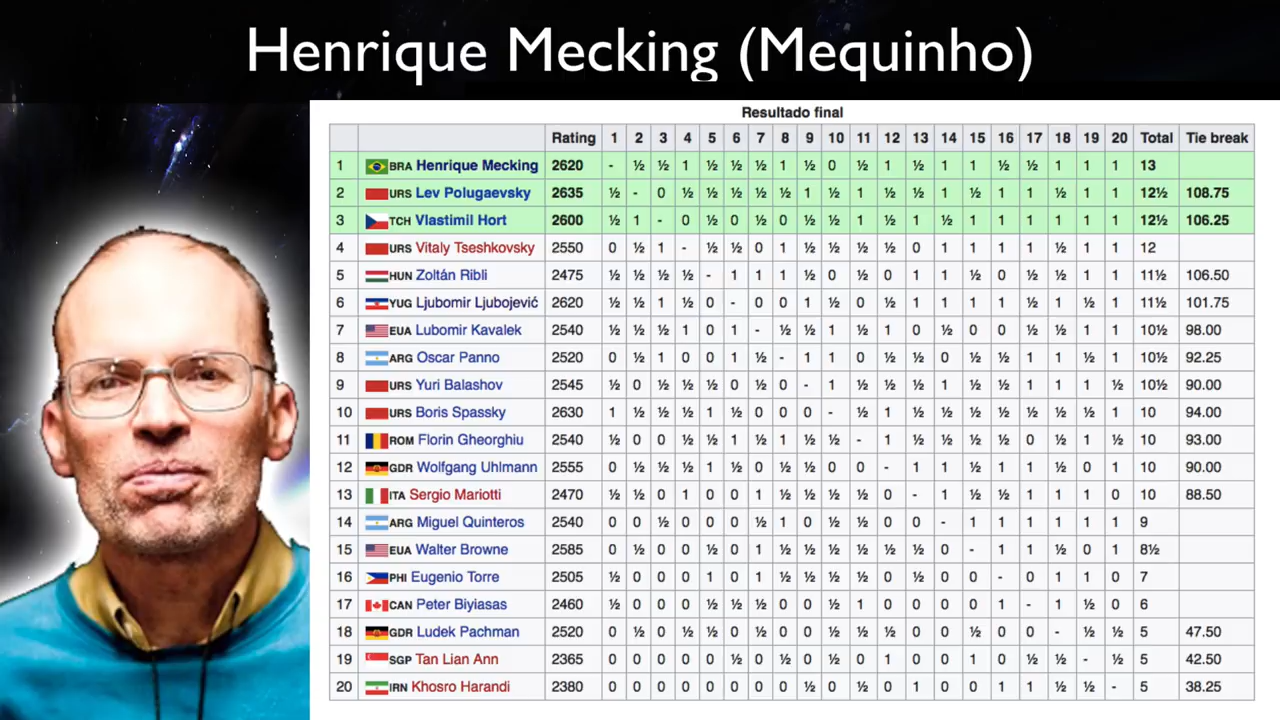 Henrique Mecking (Mequinho)
Resultado final
Rating 1 2 3 4 5 6 7 8 9 10 11 12 13 14 15 16 17 18 19 20 Total Tie break
1 BRA Henrique Mecking 2620 - ½ ½ 1 ½ ½ ½ 1 ½ 0 ½ 1 ½ 1 1 ½ ½ 1 1 1 13
2 URS Lev Polugaevsky 2635 ½ - 0 ½ ½ ½ ½ ½ 1 ½ 1 ½ ½ 1 ½ 1 1 ½ 1 1 12½ 108.75
3 TCH Vlastimil Hort 2600 ½ 1 - 0 ½ 0 ½ 0 ½ ½ 1 ½ 1 ½ 1 1 1 1 1 1 12½ 106.25
4 URS Vitaly Tseshkovsky 2550 0 ½ 1 - ½ ½ 0 1 ½ ½ ½ ½ 0 1 1 1 1 ½ 1 1 12
5 HUN Zoltán Ribli 2475 ½ ½ ½ ½ - 1 1 1 ½ 0 ½ 0 1 1 ½ 0 ½ ½ 1 1 11½ 106.50
6 YUG Ljubomir Ljubojević 2620 ½ ½ 1 ½ 0 - 0 0 1 ½ 0 ½ 1 1 1 1 ½ 1 ½ 1 11½ 101.75
7 EUA Lubomir Kavalek 2540 ½ ½ ½ 1 0 1 - ½ ½ 1 ½ 1 0 ½ 0 0 ½ ½ 1 1 10½ 98.00
8 ARG Oscar Panno 2520 0 ½ 1 0 0 1 ½ - 1 1 0 ½ ½ 0 ½ ½ 1 1 ½ 1 10½ 92.25
9 URS Yuri Balashov 2545 ½ 0 ½ ½ ½ 0 ½ 0 - 1 ½ ½ ½ 1 ½ ½ 1 1 1 ½ 10½ 90.00
10 URS Boris Spassky 2630 1 ½ ½ ½ 1 ½ 0 0 0 - ½ 1 ½ ½ ½ ½ ½ ½ ½ 1 10 94.00
11 ROM Florin Gheorghiu 2540 ½ 0 0 ½ ½ 1 ½ 1 ½ ½ - 1 ½ ½ ½ ½ 0 ½ 1 ½ 10 93.00
12 GDR Wolfgang Uhlmann 2555 0 ½ ½ ½ 1 ½ 0 ½ ½ 0 0 - 1 1 ½ 1 1 ½ 0 1 10 90.00
13 ITA Sergio Mariotti 2470 ½ ½ 0 1 0 0 1 ½ ½ ½ ½ 0 - 1 ½ ½ 1 1 1 0 10 88.50
14 ARG Miguel Quinteros 2540 0 0 ½ 0 0 0 ½ 1 0 ½ ½ 0 0 - 1 1 1 1 1 1 9
15 EUA Walter Browne 2585 0 ½ 0 0 ½ 0 1 ½ ½ ½ ½ ½ ½ 0 - 1 1 ½ 0 1 8½
16 PHI Eugenio Torre 2505 ½ 0 0 0 1 0 1 ½ ½ ½ ½ 0 ½ 0 0 - 0 1 1 0 7
17 CAN Peter Biyiasas 2460 ½ 0 0 0 ½ ½ ½ 0 0 ½ 1 0 0 0 0 1 - 1 ½ 0 6
18 GDR Ludek Pachman 2520 0 ½ 0 ½ ½ 0 ½ 0 0 ½ ½ ½ 0 0 ½ 0 0 - ½ ½ 5 47.50
19 SGP Tan Lian Ann 2365 0 0 0 0 0 ½ 0 ½ 0 ½ 0 1 0 0 1 0 ½ ½ - ½ 5 42.50
20 IRN Khosro Harandi 2380 0 0 0 0 0 0 0 0 ½ 0 ½ 0 1 0 0 1 1 ½ ½ - 5 38.25